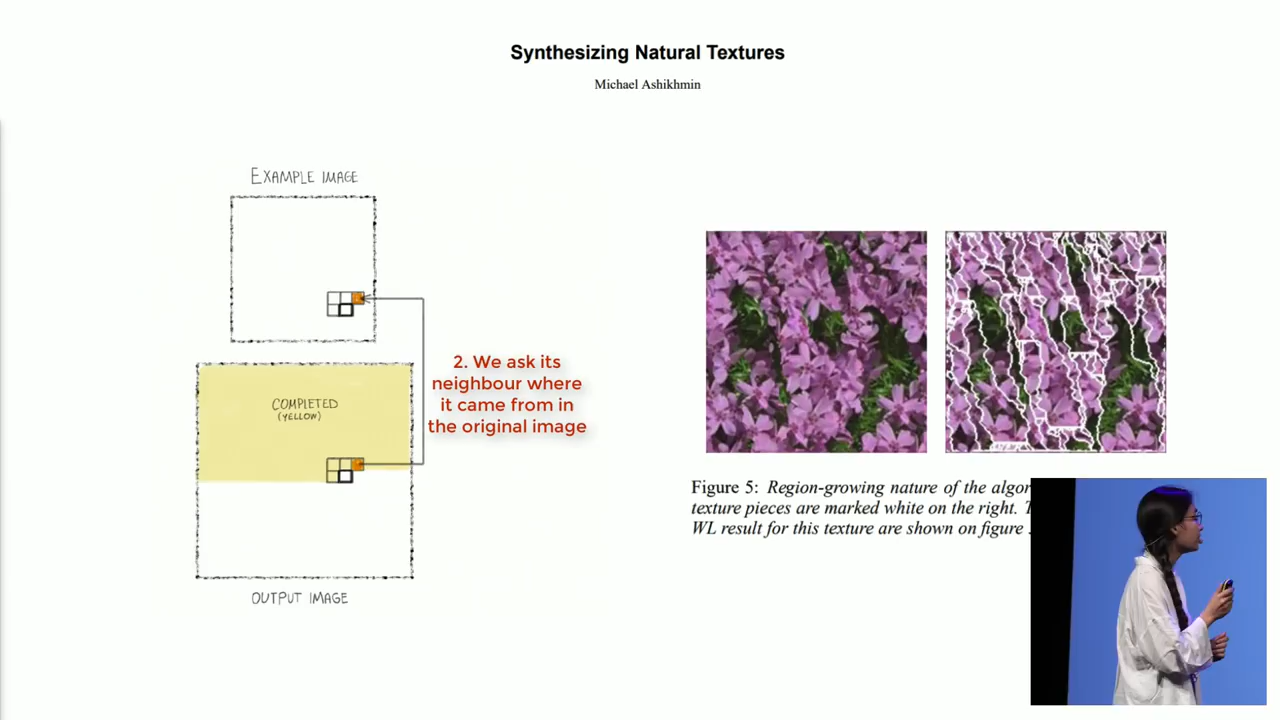 Synthesizing Natural Textures
Michael Ashikhmin
EXAMPLE IMAGE
2. We ask its
neighbour where
it came from in
the original image
COMPLETED
(YELLOW)
OUTPUT IMAGE
Figure 5: Region-growing nature of the algor
texture pieces are marked white on the right. T
WL result for this texture are shown on figure